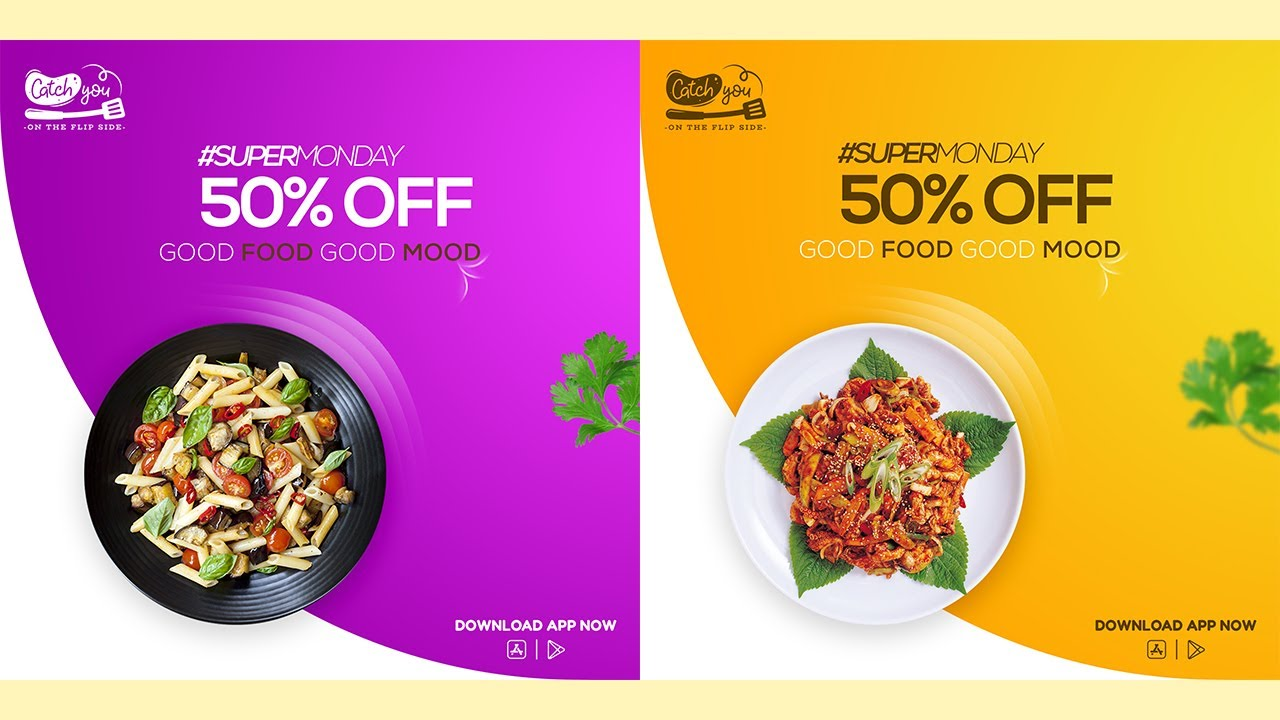 Catch you
-ON THE FLIP SIDE-
#SUPERMONDAY
50% OFF
GOOD FOOD GOOD MOOD
DOWNLOAD APP NOW
Catch you
-ON THE FLIP SIDE-
#SUPERMONDAY
50% OFF
GOOD FOOD GOOD MOOD
DOWNLOAD APP NOW